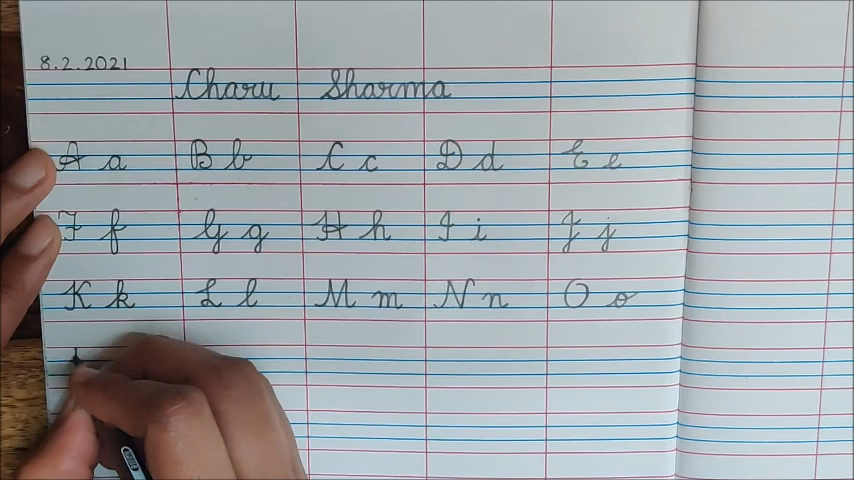 8.2.2021
Charu Sharma
A a B b C c D d E e
F f G g H h I i J j
K k L l M m N n O o